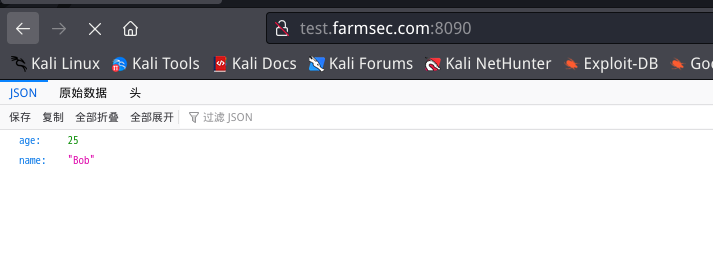 test.farmsec.com:8090
Kali Linux Kali Tools Kali Docs Kali Forums Kali NetHunter Exploit-DB Goo
JSON 原始数据 头
保存 复制 全部折叠 全部展开 过滤 JSON
age: 25
name: "Bob"